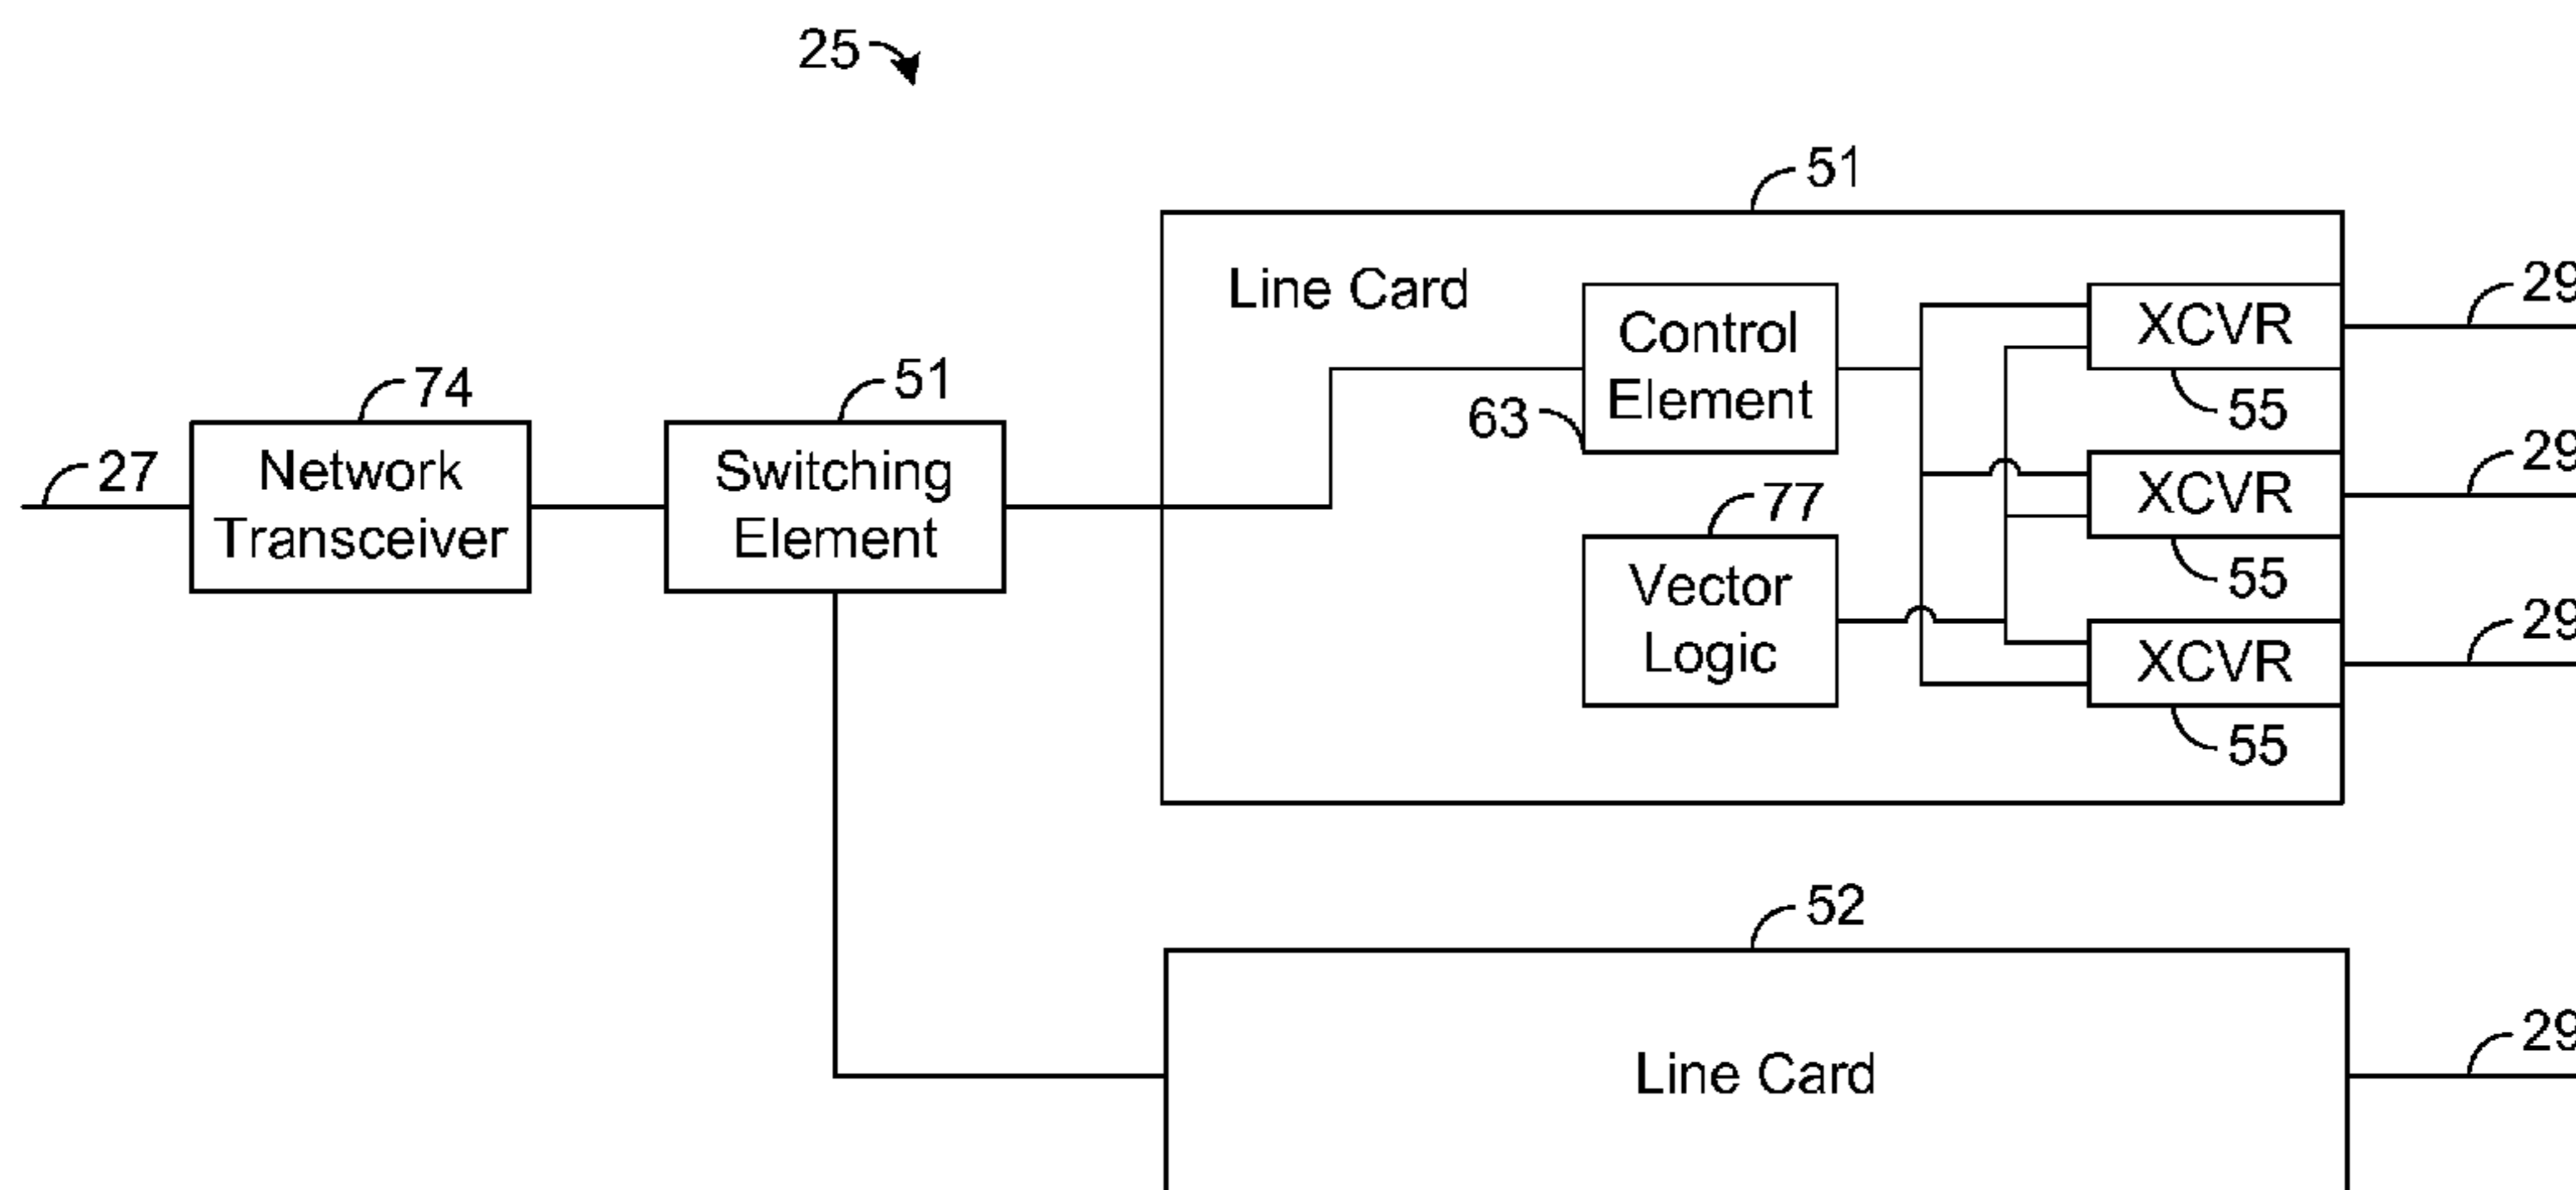 25
51
Line Card
29
Control
Element
XCVR
63
55
74
51
27
Network
Transceiver
Switching
Element
29
XCVR
77
55
Vector
Logic
29
XCVR
55
52
Line Card
29